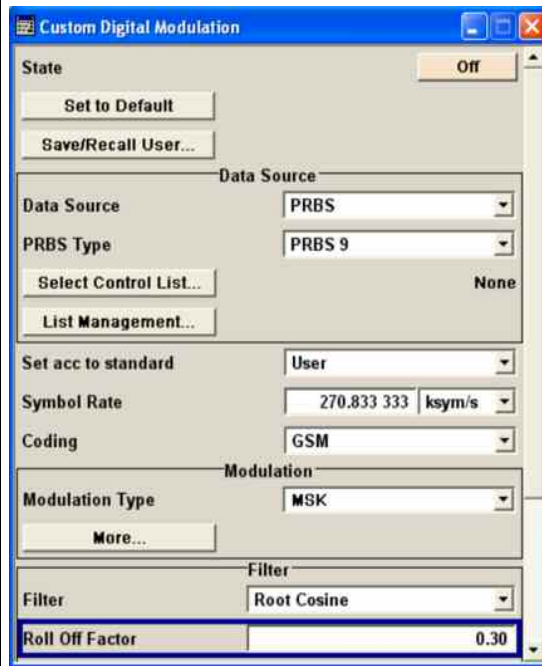 Custom Digital Modulation
State Off
Set to Default
Save/Recall User...
Data Source
Data Source PRBS
PRBS Type PRBS 9
Select Control List... None
List Management...
Set acc to standard User
Symbol Rate 270.833 333 ksym/s
Coding GSM
Modulation
Modulation Type MSK
More...
Filter
Filter Root Cosine
Roll Off Factor 0.30